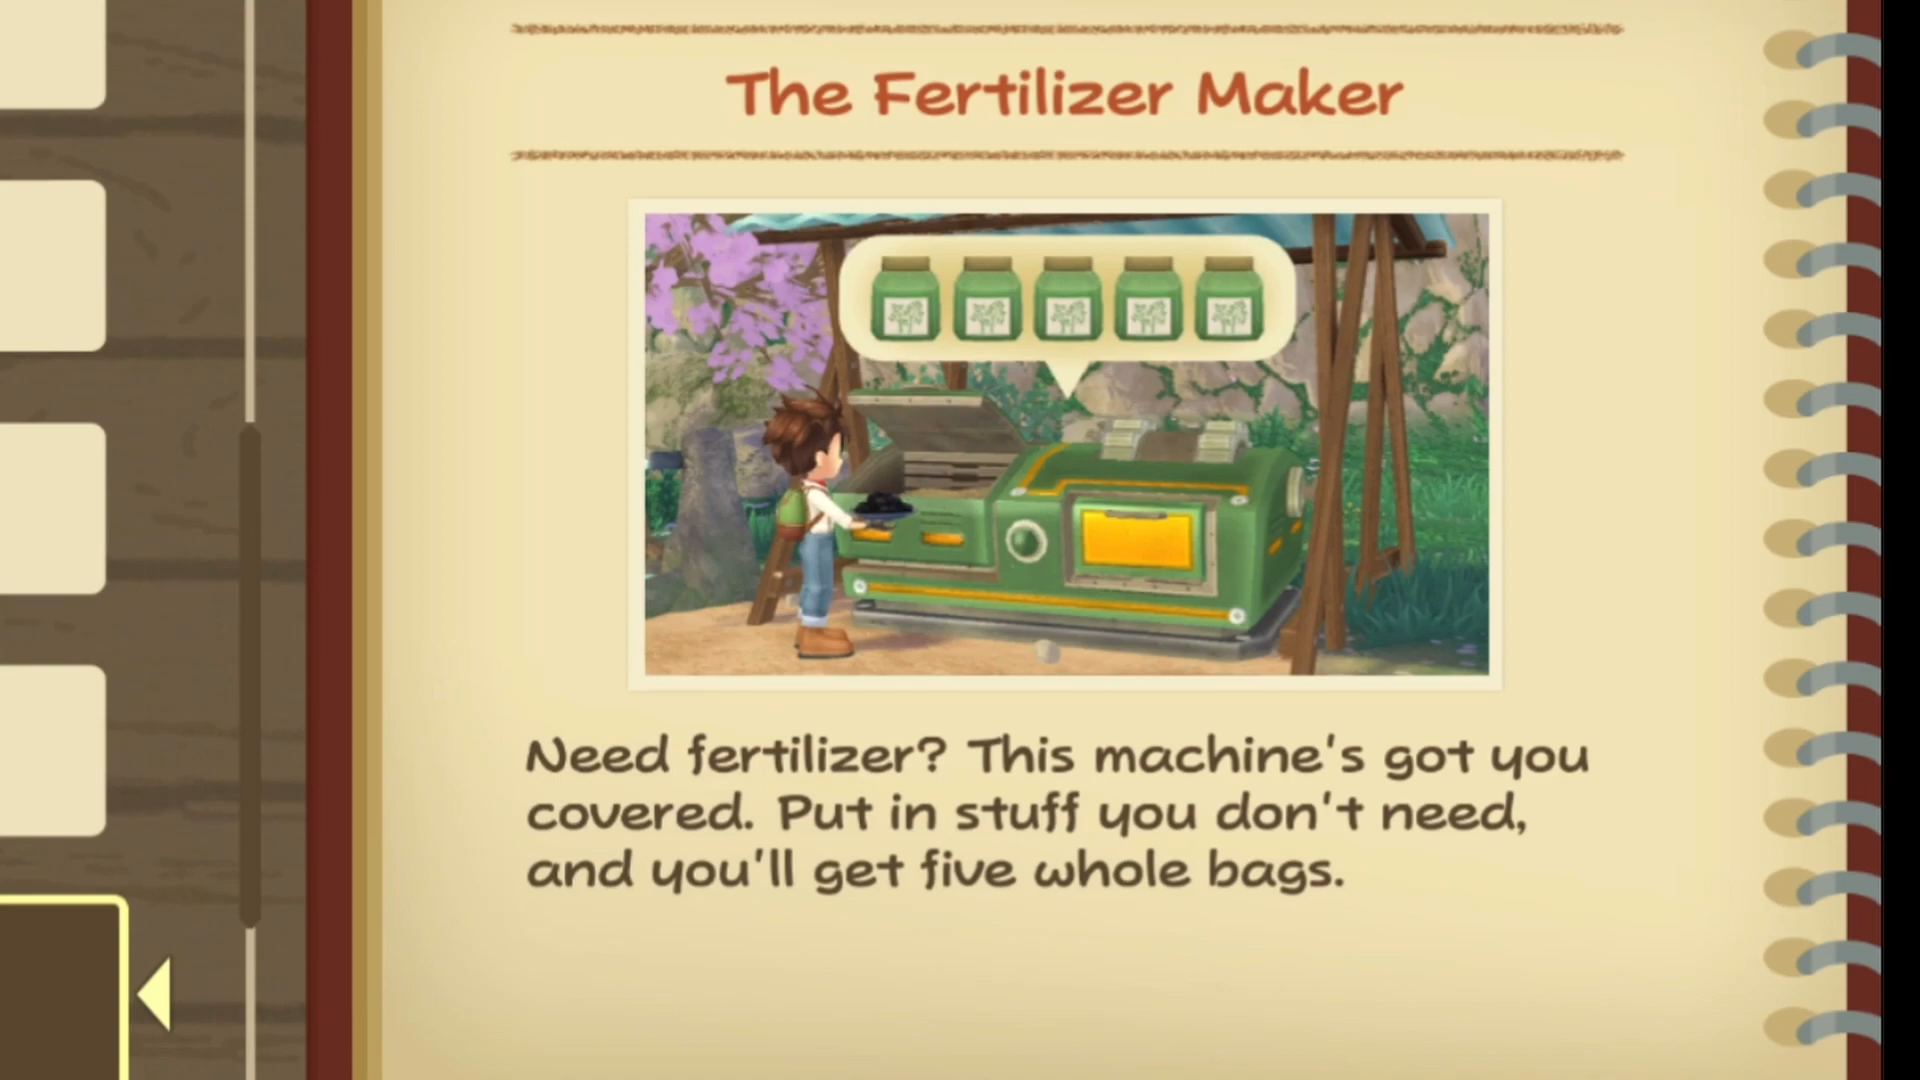 The Fertilizer Maker
Need fertilizer? This machine's got you
covered. Put in stuff you don't need,
and you'll get five whole bags.